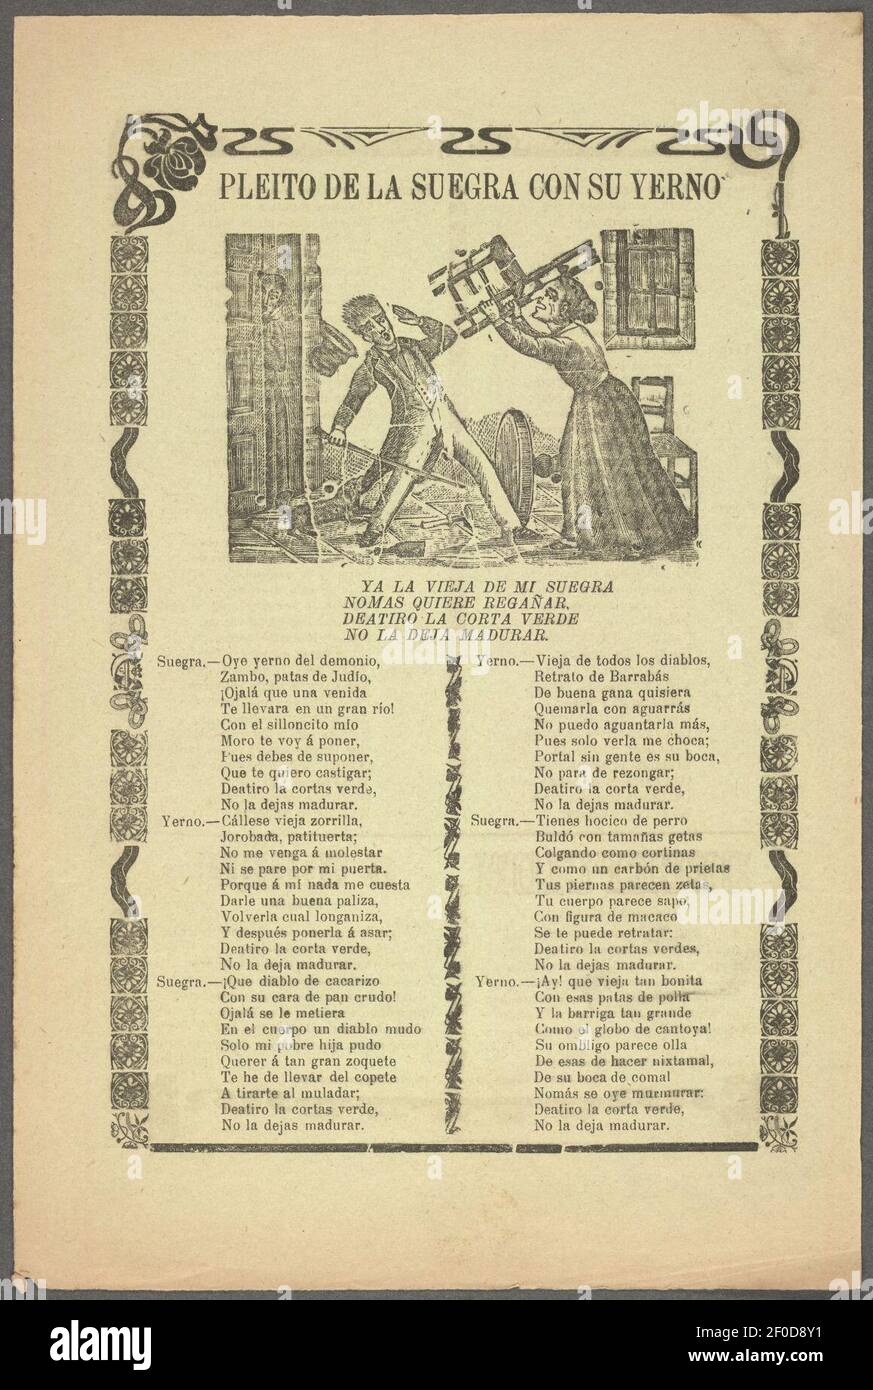 PLEITO DE LA SUEGRA CON SU YERNO
YA LA VIEJA DE MI SUEGRA
NOMAS QUIERE REGAÑAR,
DEATIRO LA CORTA VERDE
NO LA DEJA MADURAR.
Suegra.—Oye yerno del demonio,
Zambo, patas de Judío,
¡Ojalá que una venida
Te llevara en un gran río!
Con el silloncito mío
Moro te voy á poner,
Pues debes de suponer,
Que te quiero castigar;
Deatiro la cortas verde,
No la dejas madurar.
Yerno.—Cállese vieja zorrilla,
Jorobada, patituerta;
No me venga á molestar
Ni se pare por mi puerta.
Porque á mí nada me cuesta
Darle una buena paliza,
Volverla cual longaniza,
Y después ponerla á asar;
Deatiro la corta verde,
No la deja madurar.
Suegra.—¡Que diablo de cacarizo
Con su cara de pan crudo!
Ojalá se le metiera
En el cuerpo un diablo mudo
Solo mi pobre hija pudo
Querer á tan gran zoquete
Te he de llevar del copete
A tirarte al muladar;
Deatiro la cortas verde,
No la dejas madurar.
Yerno.—Vieja de todos los diablos,
Retrato de Barrabás
De buena gana quisiera
Quemarla con aguarrás
No puedo aguantarla más,
Pues solo verla me choca;
Portal sin gente es su boca,
No para de rezongar;
Deatiro la corta verde,
No la dejas madurar.
Suegra.—Tienes hocico de perro
Buldó con tamañas getas
Colgando como cortinas
Y como un carbón de prietas
Tus piernas parecen zetas,
Tu cuerpo parece sapo,
Con figura de macaco
Se te puede retratar:
Deatiro la cortas verdes,
No la dejas madurar.
Yerno.—¡Ay! que vieja tan bonita
Con esas patas de polla
Y la barriga tan grande
Como el globo de cantoya!
Su ombligo parece olla
De esas de hacer nixtamal,
De su boca de comal
Nomás se oye murmurar:
Deatiro la corta verde,
No la deja madurar.
alamy
Image ID: 2F0D8Y1
www.alamy.com